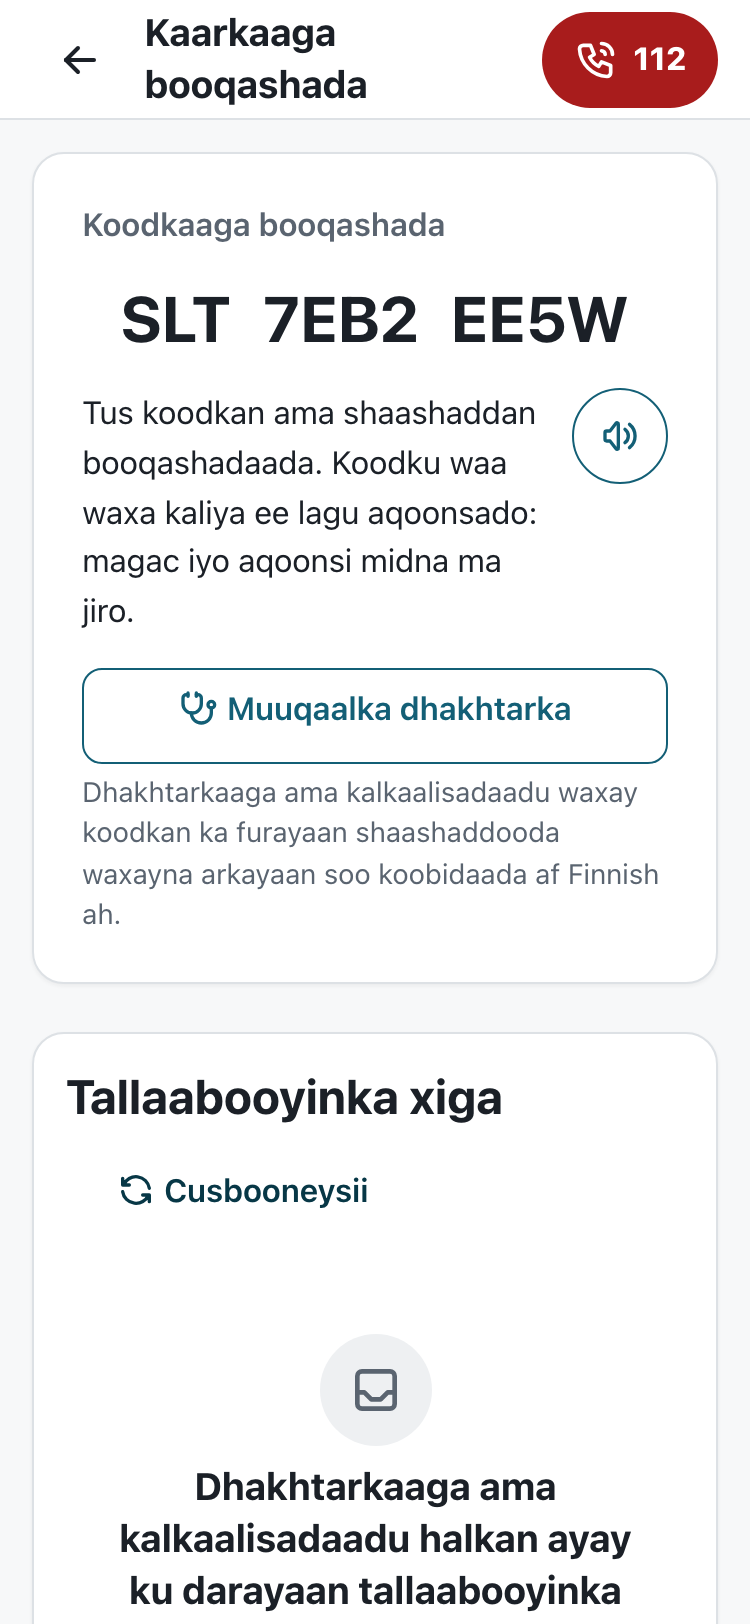 Kaarkaaga
booqashada
112
Koodkaaga booqashada
SLT 7EB2 EE5W
Tus koodkan ama shaashaddan
booqashadaada. Koodku waa
waxa kaliya ee lagu aqoonsado:
magac iyo aqoonsi midna ma
jiro.
Muuqaalka dhakhtarka
Dhakhtarkaaga ama kalkaalisadaadu waxay
koodkan ka furayaan shaashaddooda
waxayna arkayaan soo koobidaada af Finnish
ah.
Tallaabooyinka xiga
Cusbooneysii
Dhakhtarkaaga ama
kalkaalisadaadu halkan ayay
ku darayaan tallaabooyinka